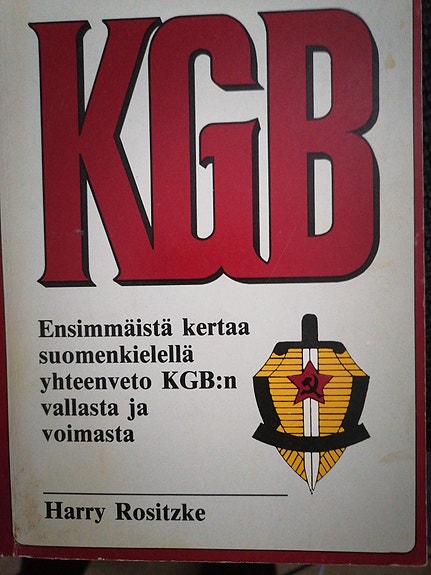 KGB
Ensimmäistä kertaa
suomenkielellä
yhteenveto KGB:n
vallasta ja
voimasta
Harry Rositzke